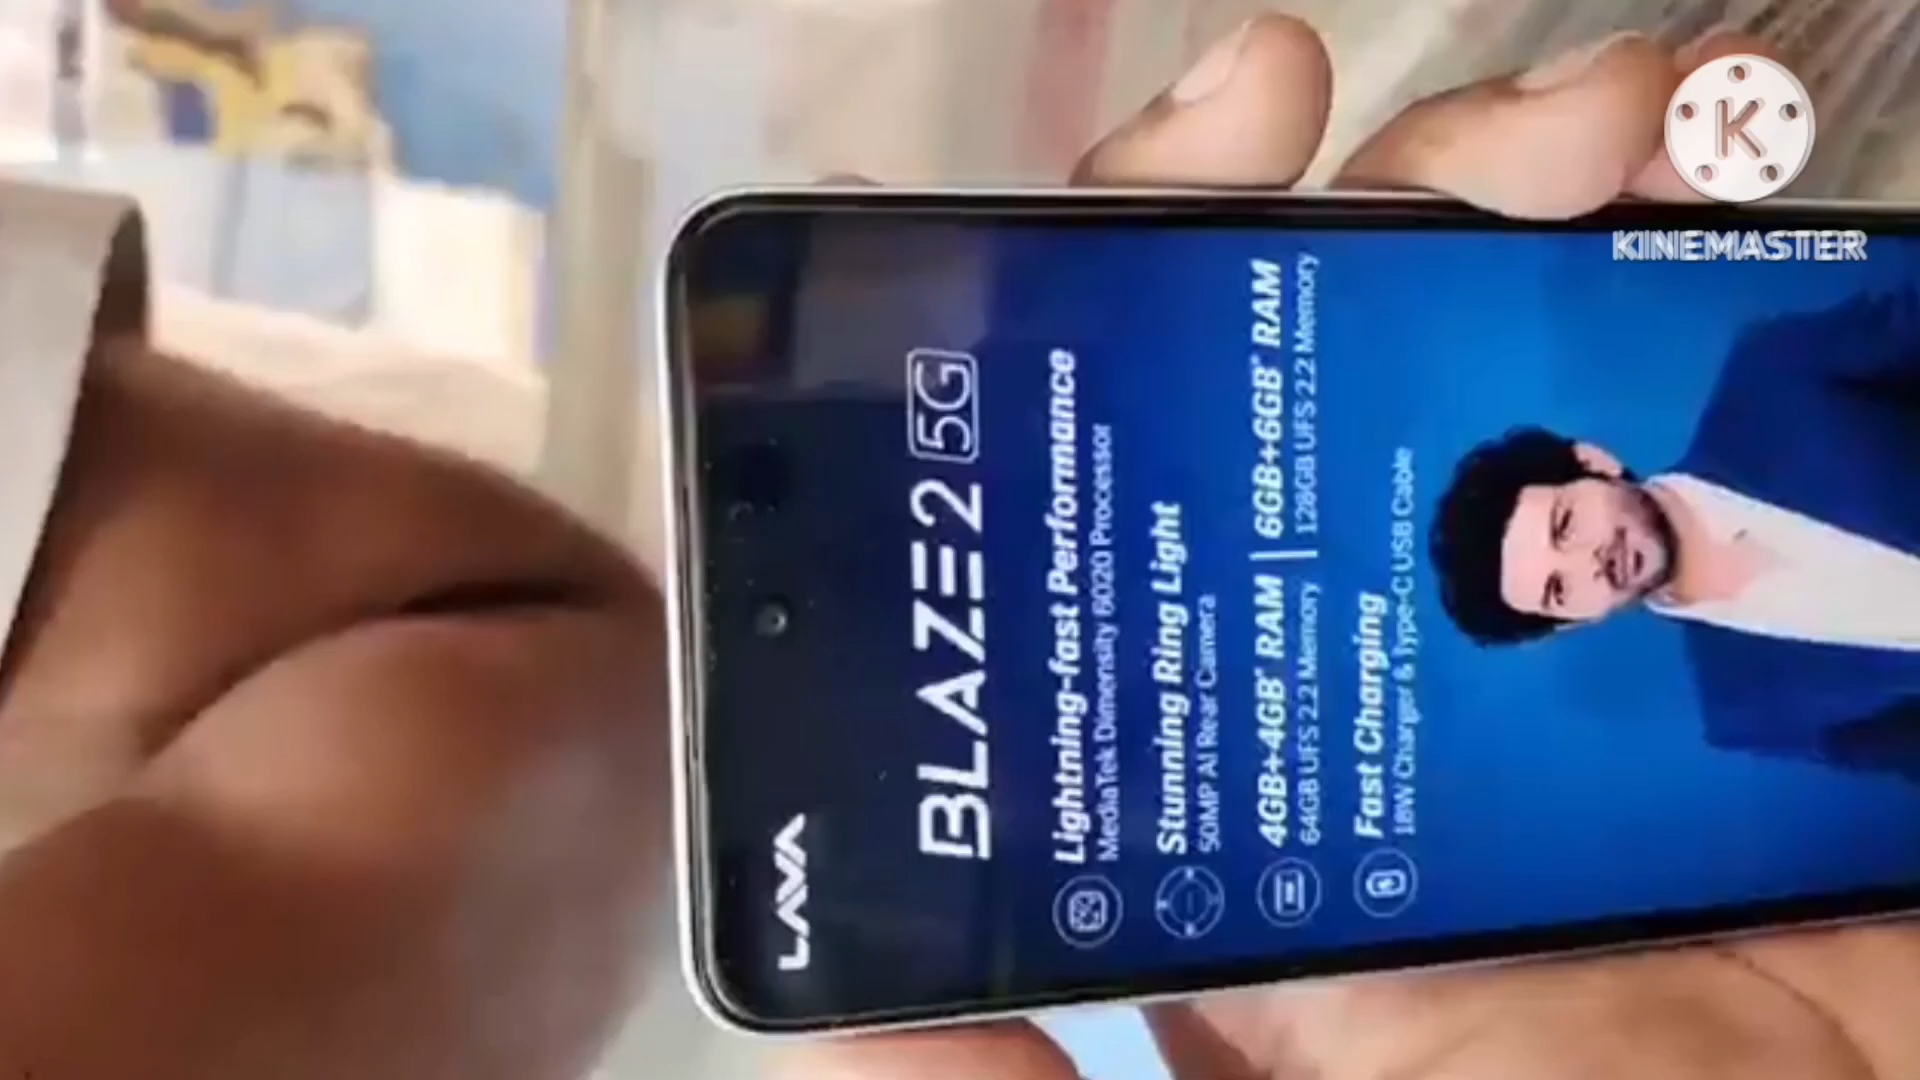 LAVA
BLAZE 2 5G
Lightning-fast Performance
MediaTek Dimensity 6020 Processor
Stunning Ring Light
50MP AI Rear Camera
4GB+4GB* RAM | 6GB+6GB* RAM
64GB UFS 2.2 Memory | 128GB UFS 2.2 Memory
Fast Charging
18W Charger & Type-C USB Cable
K
KINEMASTER